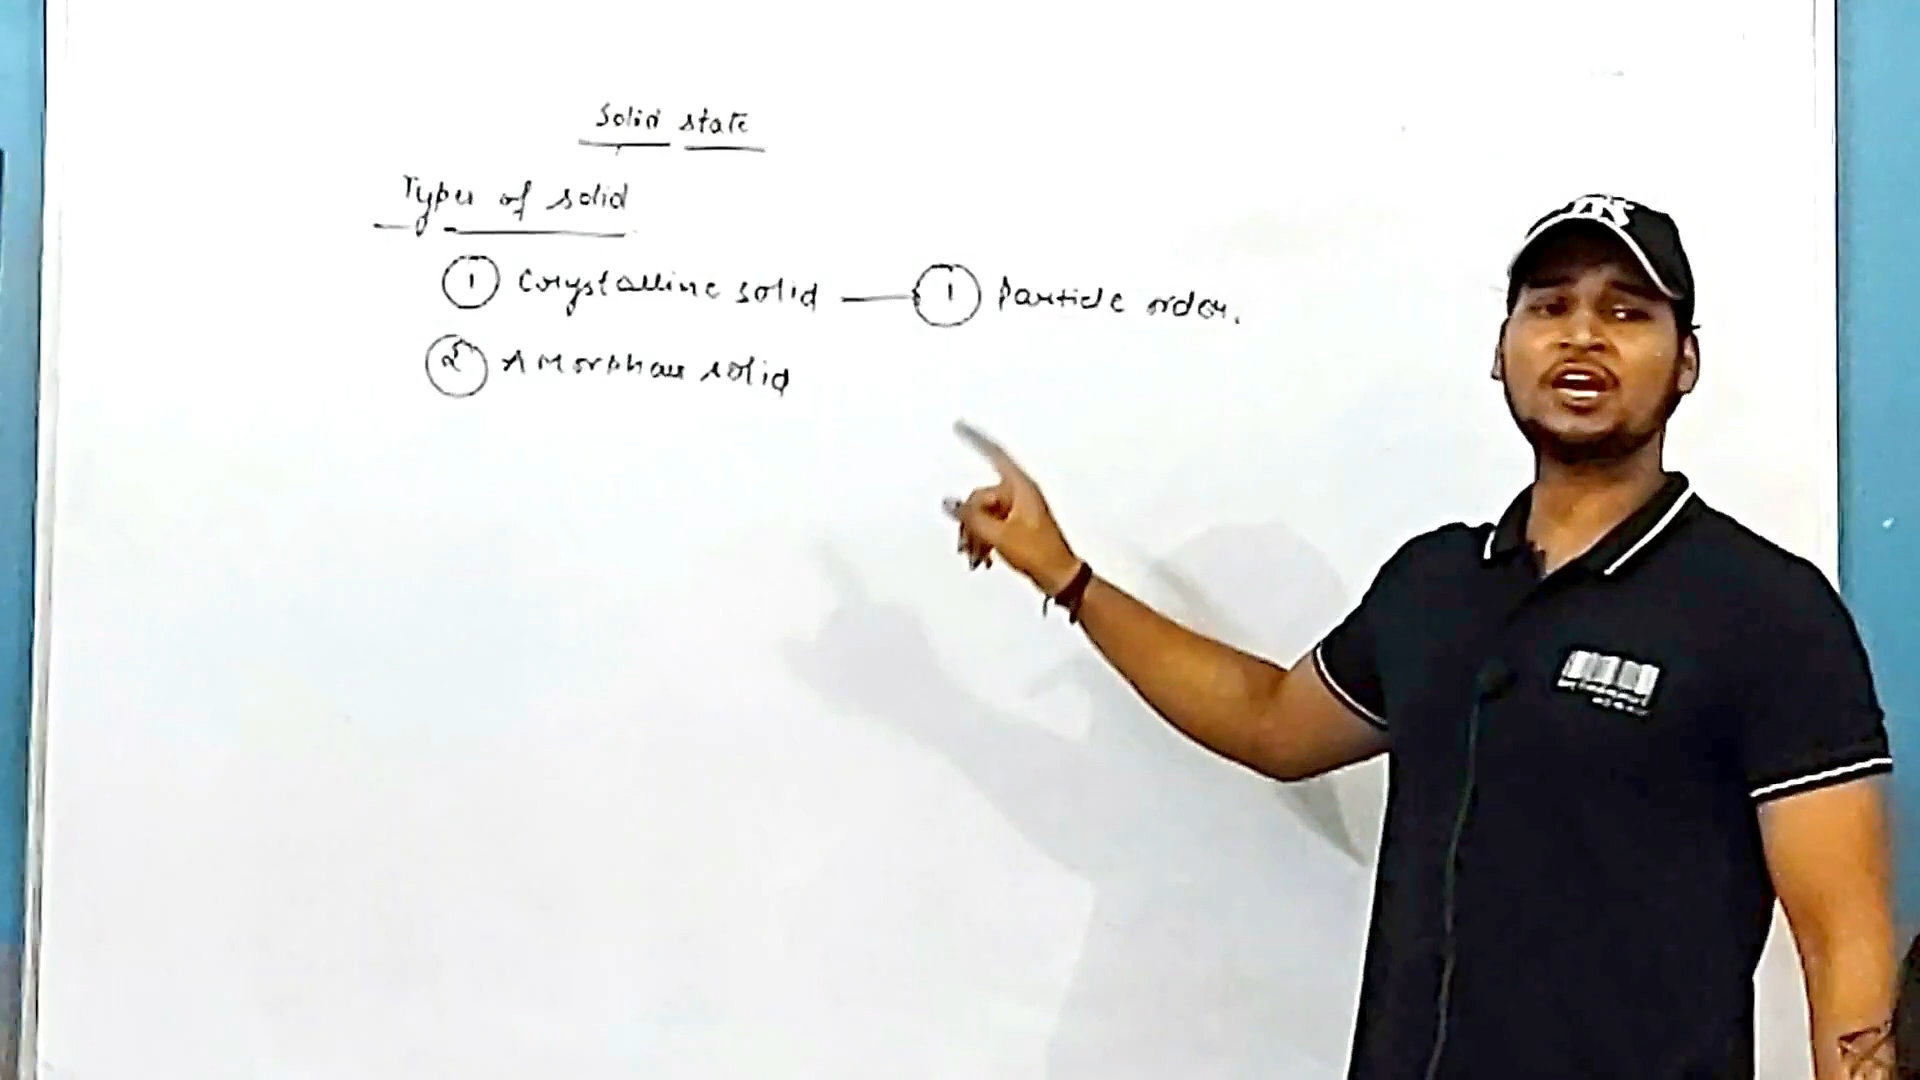 Solid state
Types of solid
① Crystalline solid — ① Particle order.
② Amorphous solid